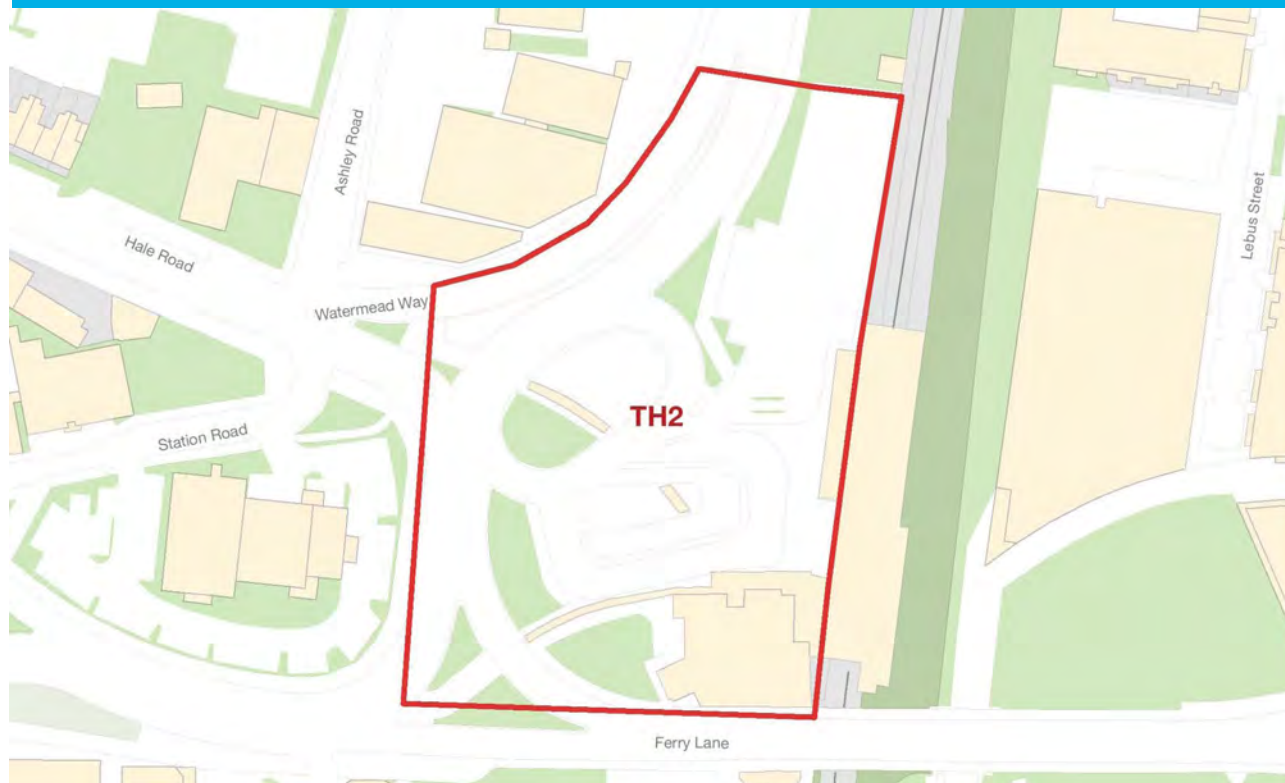 Ashley Road
Lebus Street
Hale Road
Watermead Way
TH2
Station Road
Ferry Lane